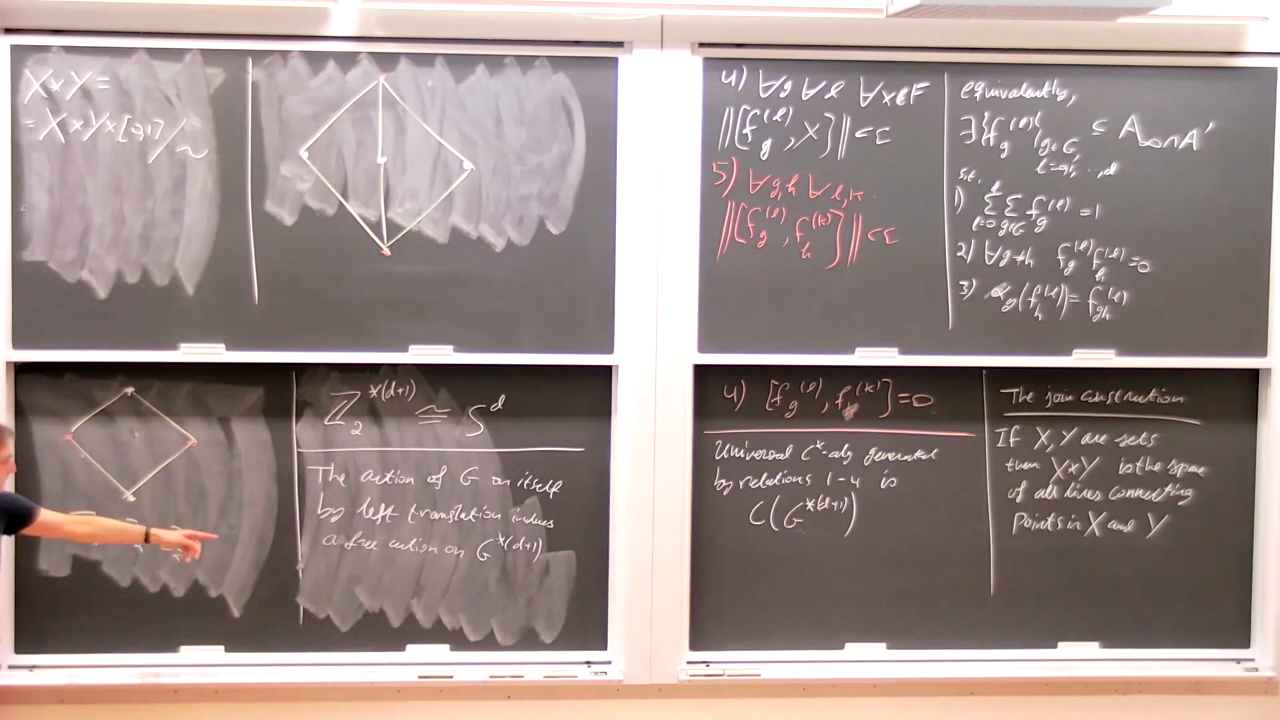 X*Y=
=X×Y×[0,1]/~
4) ∀g ∀l ∀x∈F
‖[f_g^{(l)}, x]‖<ε
5) ∀g,h ∀l,k
‖[f_g^{(l)}, f_h^{(k)}]‖<ε
equivalently,
∃{f_g^{(l)}}_{g∈G, l=0,...,d} ⊆ A_∞∩A'
s.t.
1) Σ_{l=0}^{d} Σ_{g∈G} f_g^{(l)} = 1
2) ∀g≠h f_g^{(l)} f_h^{(l)} = 0
3) α_g(f_h^{(l)}) = f_{gh}^{(l)}
Z_2^{*(d+1)} ≅ S^d
The action of G on itself
by left translation induces
a free action on G^{*(d+1)}
4) [f_g^{(l)}, f_h^{(k)}]=0
Universal C*-alg generated
by relations 1-4 is
C(G^{*(d+1)})
The join construction
If X, Y are sets
then X*Y is the space
of all lines connecting
points in X and Y